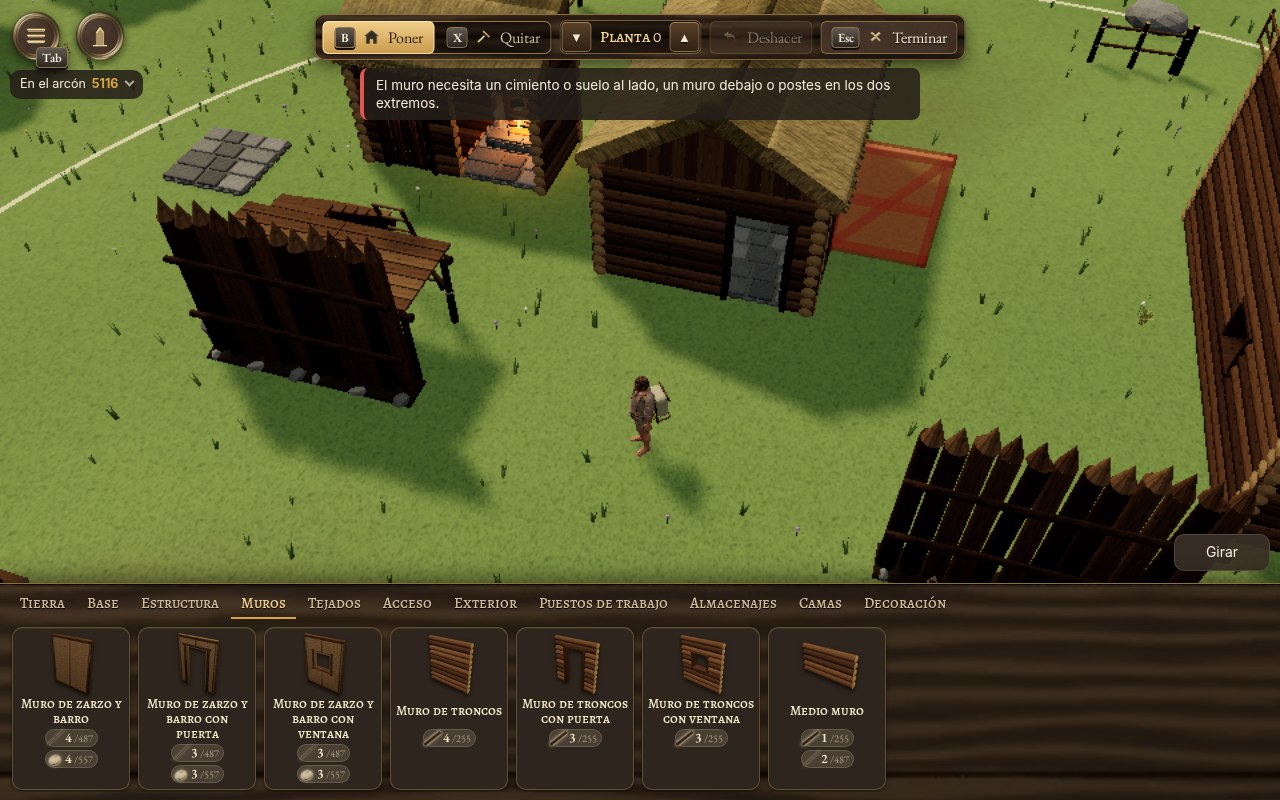 B Poner X Quitar ▼ Planta 0 ▲ Deshacer Esc ✕ Terminar
Tab
En el arcón 5116
El muro necesita un cimiento o suelo al lado, un muro debajo o postes en los dos
extremos.
Girar
Tierra Base Estructura Muros Tejados Acceso Exterior Puestos de trabajo Almacenajes Camas Decoración
Muro de zarzo y
barro
4 /487
4 /557
Muro de zarzo y
barro con
puerta
3 /487
3 /557
Muro de zarzo y
barro con
ventana
3 /487
3 /557
Muro de troncos
4 /255
Muro de troncos
con puerta
3 /255
Muro de troncos
con ventana
3 /255
Medio muro
1 /255
2 /487